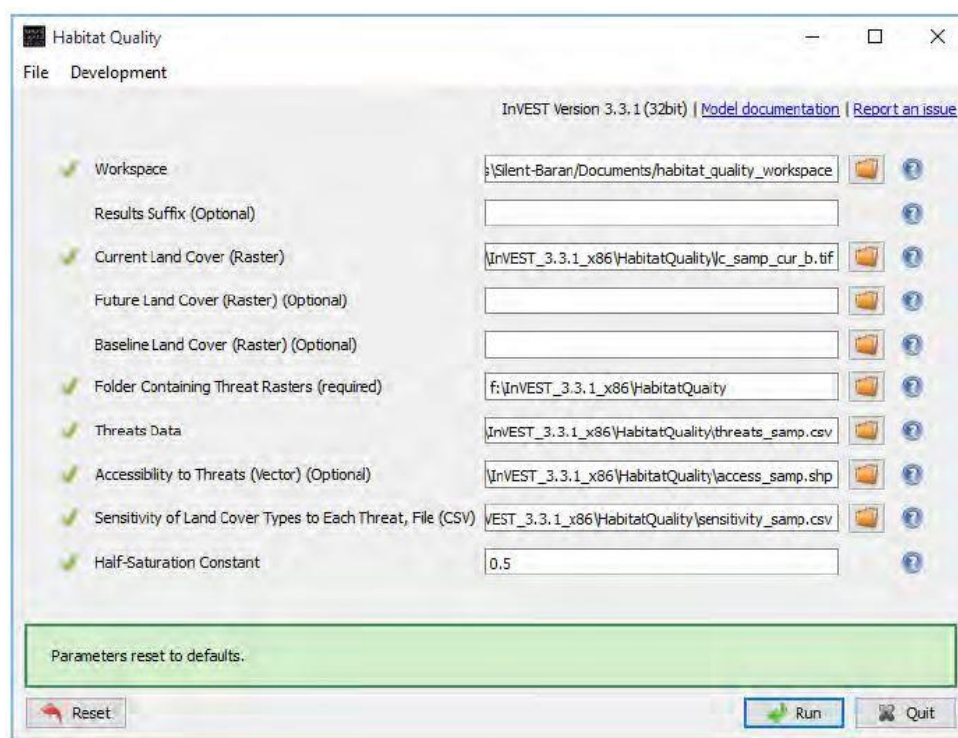 Habitat Quality
File Development
InVEST Version 3.3.1 (32bit) | Model documentation | Report an issue
Workspace s\Silent-Baran/Documents/habitat_quality_workspace
Results Suffix (Optional)
Current Land Cover (Raster) \InVEST_3.3.1_x86\HabitatQuality\lc_samp_cur_b.tif
Future Land Cover (Raster) (Optional)
Baseline Land Cover (Raster) (Optional)
Folder Containing Threat Rasters (required) f:\InVEST_3.3.1_x86\HabitatQuaity
Threats Data \InVEST_3.3.1_x86\HabitatQuality\threats_samp.csv
Accessibility to Threats (Vector) (Optional) \InVEST_3.3.1_x86\HabitatQuality\access_samp.shp
Sensitivity of Land Cover Types to Each Threat, File (CSV) VEST_3.3.1_x86\HabitatQuality\sensitivity_samp.csv
Half-Saturation Constant 0.5
Parameters reset to defaults.
Reset Run Quit